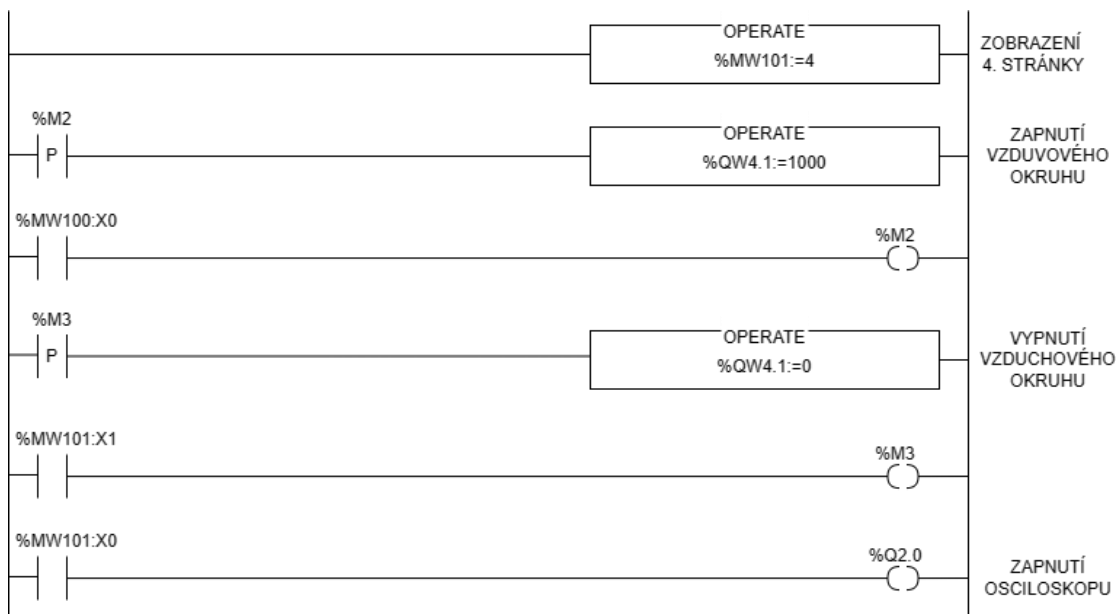 OPERATE
%MW101:=4
ZOBRAZENÍ
4. STRÁNKY
%M2
P
OPERATE
%QW4.1:=1000
ZAPNUTÍ
VZDUVOVÉHO
OKRUHU
%MW100:X0
%M2
%M3
P
OPERATE
%QW4.1:=0
VYPNUTÍ
VZDUCHOVÉHO
OKRUHU
%MW101:X1
%M3
%MW101:X0
%Q2.0
ZAPNUTÍ
OSCILOSKOPU